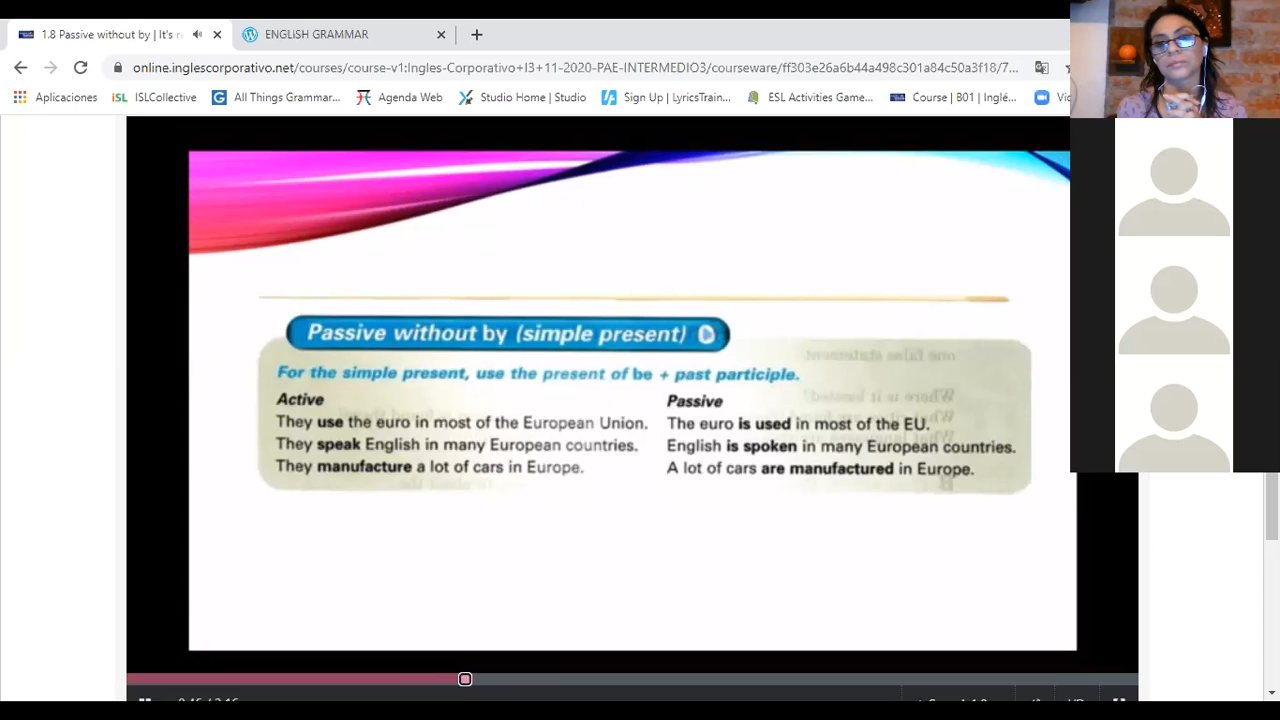 1.8 Passive without by | It's re
ENGLISH GRAMMAR
online.inglescorporativo.net/courses/course-v1:Ingles-Corporativo+I3+11-2020-PAE-INTERMEDIO3/courseware/ff303e26a6b44a498c301a84c50a3f18/7...
Aplicaciones iSL ISLCollective All Things Grammar... Agenda Web Studio Home | Studio Sign Up | LyricsTrain... ESL Activities Game... Course | B01 | Inglé...
Passive without by (simple present)
For the simple present, use the present of be + past participle.
Active
They use the euro in most of the European Union.
They speak English in many European countries.
They manufacture a lot of cars in Europe.
Passive
The euro is used in most of the EU.
English is spoken in many European countries.
A lot of cars are manufactured in Europe.